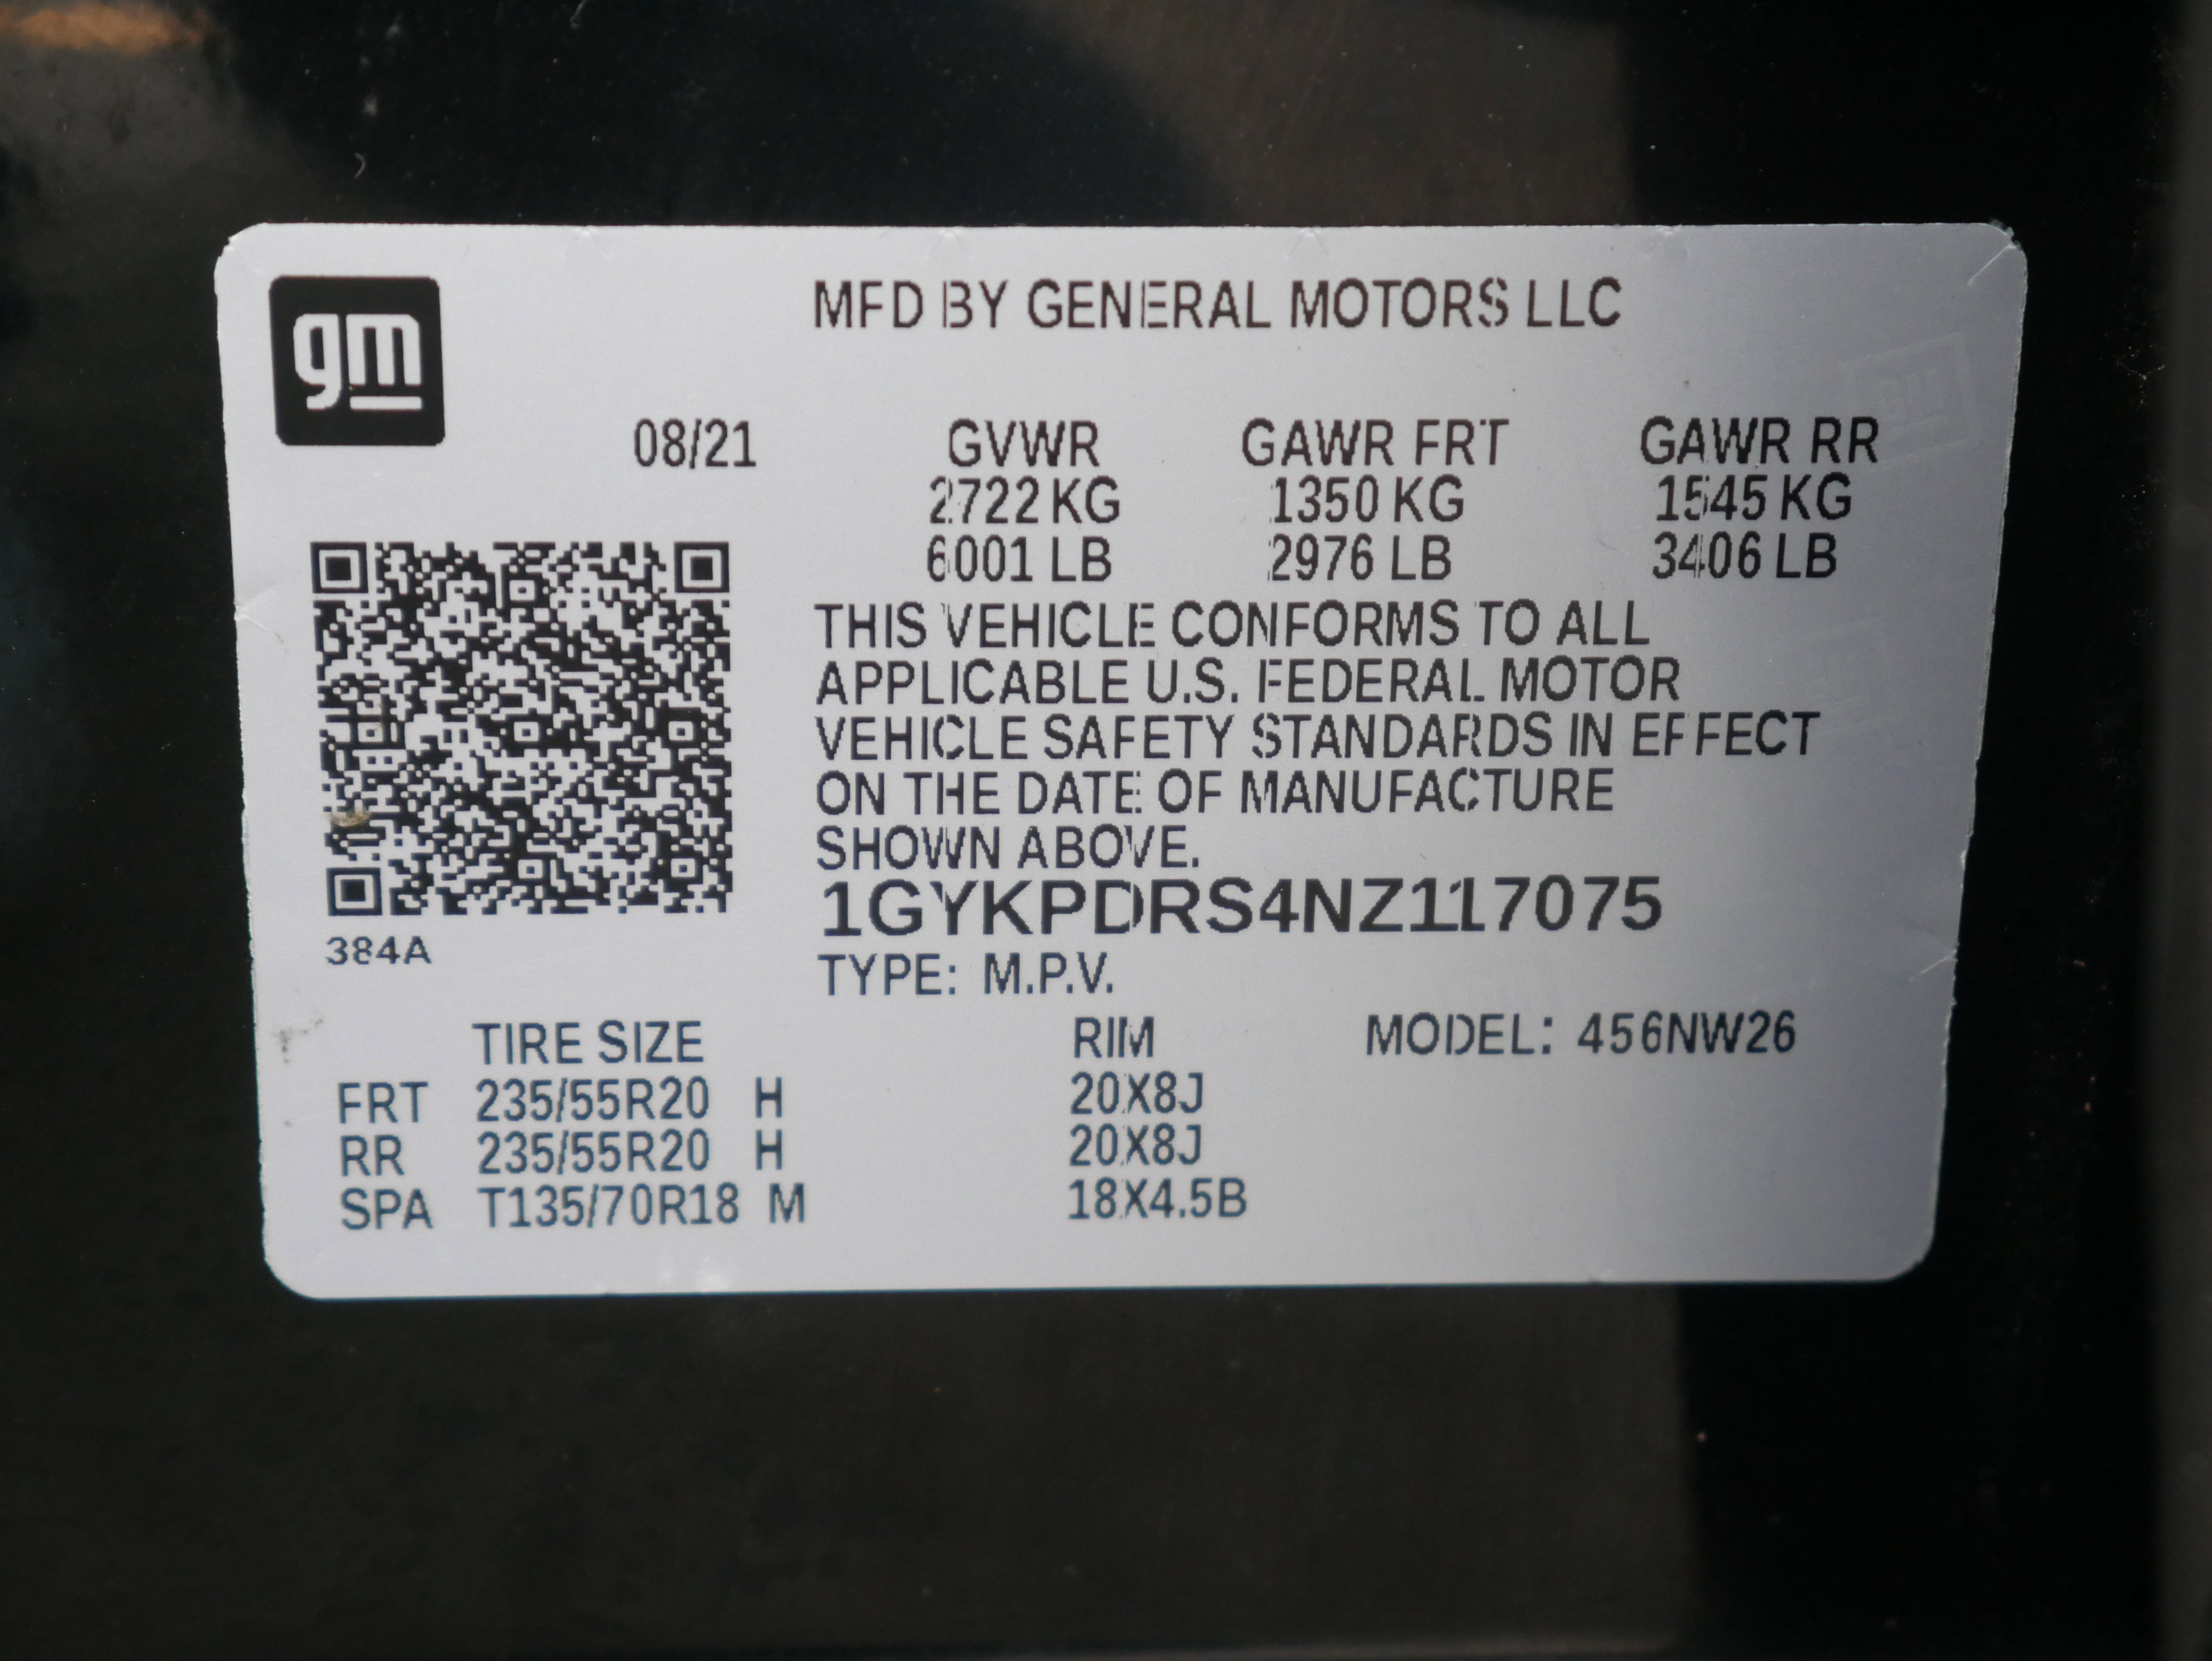 gm
MFD BY GENERAL MOTORS LLC
08/21 GVWR GAWR FRT GAWR RR
2722 KG 1350 KG 1545 KG
6001 LB 2976 LB 3406 LB
THIS VEHICLE CONFORMS TO ALL
APPLICABLE U.S. FEDERAL MOTOR
VEHICLE SAFETY STANDARDS IN EFFECT
ON THE DATE OF MANUFACTURE
SHOWN ABOVE.
1GYKPDRS4NZ117075
384A
TYPE: M.P.V.
TIRE SIZE RIM MODEL: 456NW26
FRT 235/55R20 H 20X8J
RR 235/55R20 H 20X8J
SPA T135/70R18 M 18X4.5B